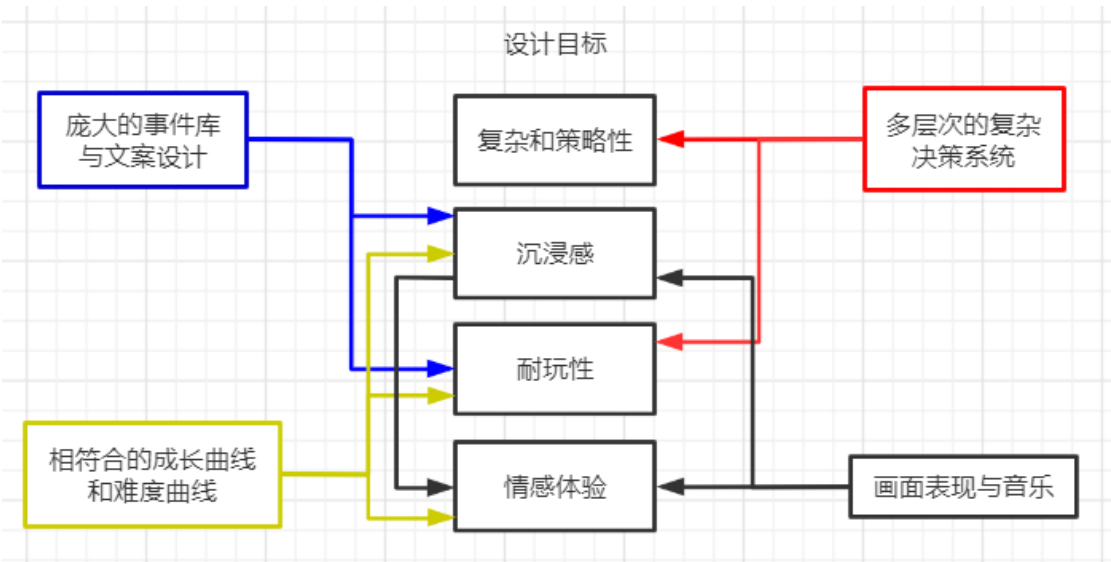 设计目标
庞大的事件库
与文案设计
复杂和策略性
多层次的复杂
决策系统
沉浸感
耐玩性
相符合的成长曲线
和难度曲线
情感体验
画面表现与音乐